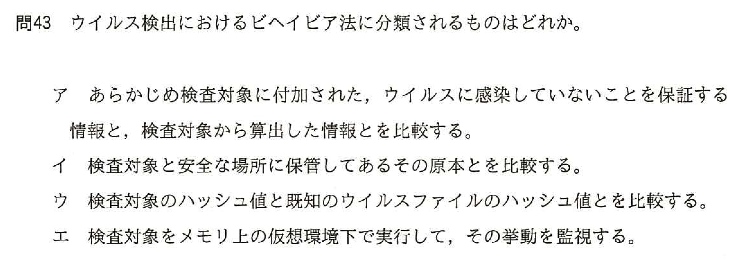 問43 ウイルス検出におけるビヘイビア法に分類されるものはどれか。
ア あらかじめ検査対象に付加された，ウイルスに感染していないことを保証する
情報と，検査対象から算出した情報とを比較する。
イ 検査対象と安全な場所に保管してあるその原本とを比較する。
ウ 検査対象のハッシュ値と既知のウイルスファイルのハッシュ値とを比較する。
エ 検査対象をメモリ上の仮想環境下で実行して，その挙動を監視する。